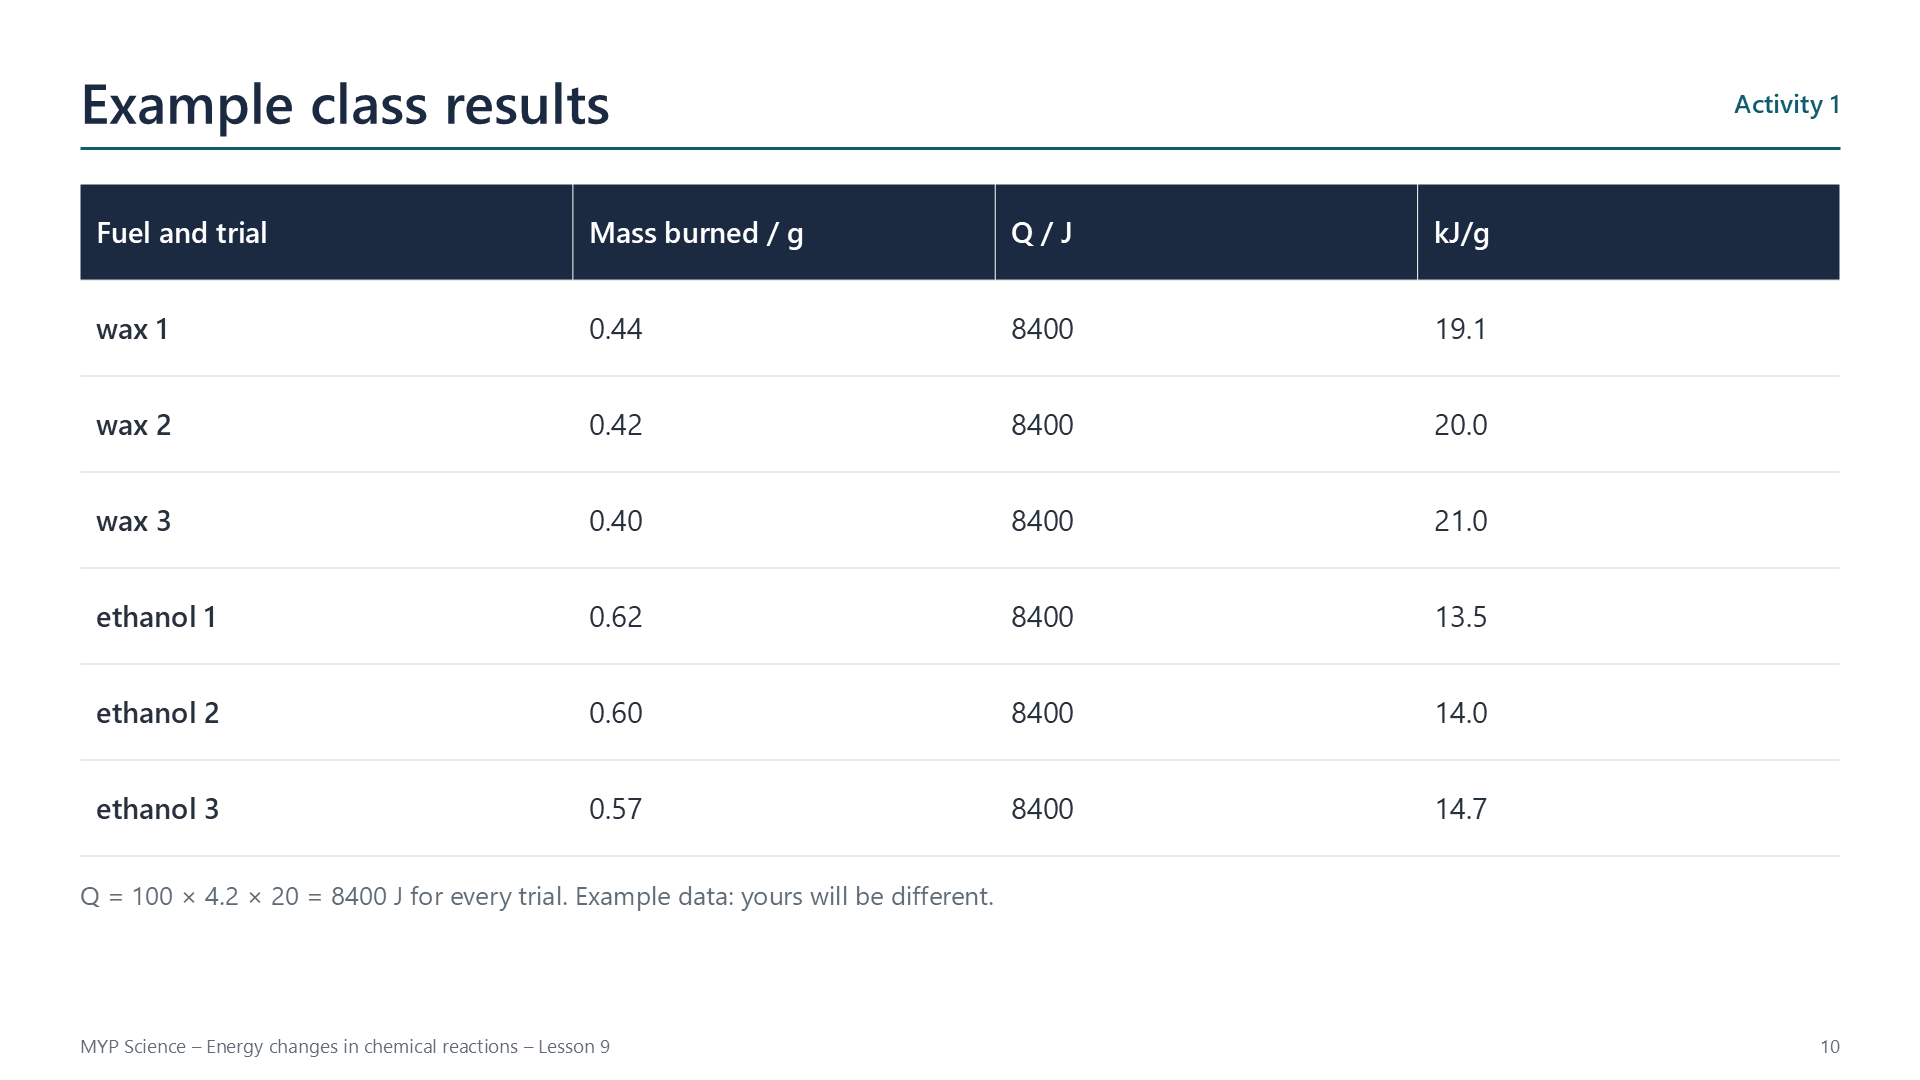 Example class results
Activity 1
Fuel and trial Mass burned / g Q / J kJ/g
wax 1 0.44 8400 19.1
wax 2 0.42 8400 20.0
wax 3 0.40 8400 21.0
ethanol 1 0.62 8400 13.5
ethanol 2 0.60 8400 14.0
ethanol 3 0.57 8400 14.7
Q = 100 × 4.2 × 20 = 8400 J for every trial. Example data: yours will be different.
MYP Science – Energy changes in chemical reactions – Lesson 9
10